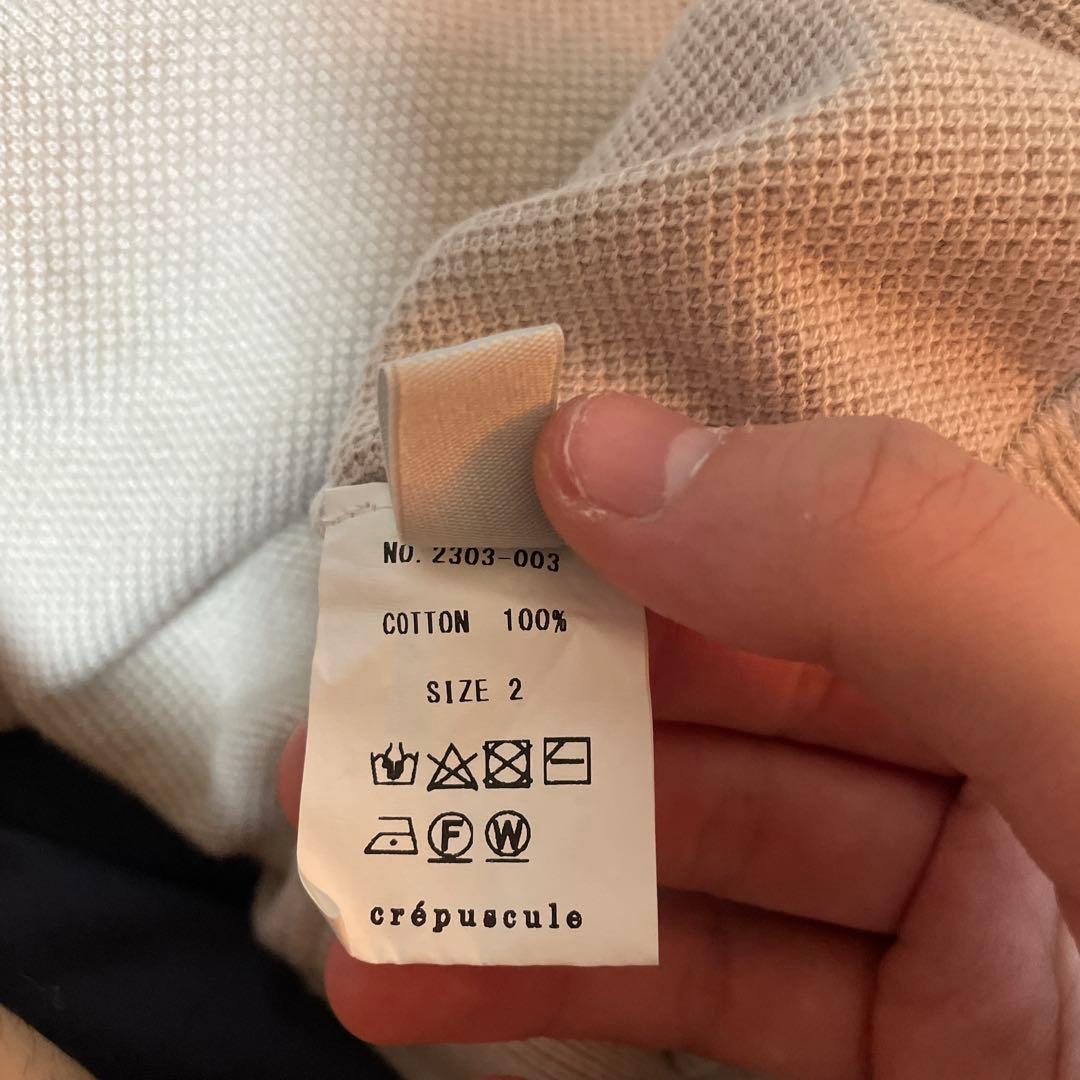 NO. 2303-003
COTTON 100%
SIZE 2
F W
crépuscule